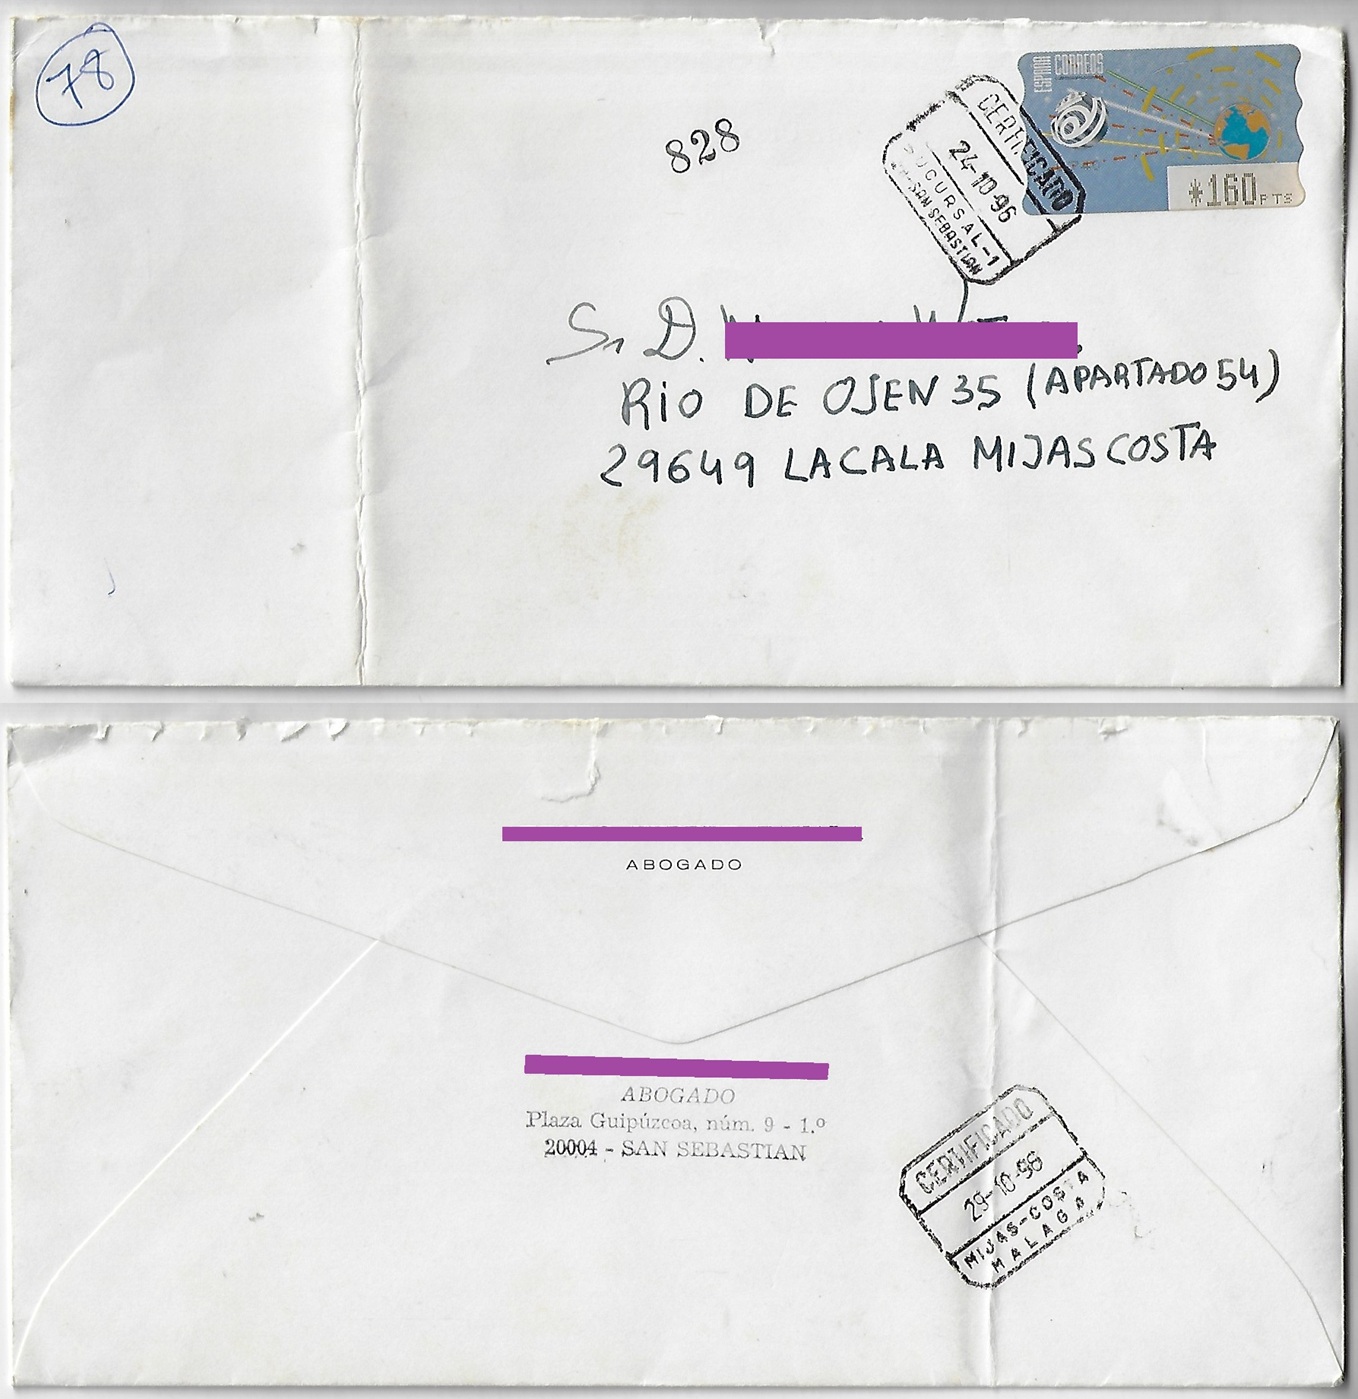 78
828
ESPAÑA
CORREOS
*160 PTS
CERTIFICADO
24-10-96
SUCURSAL-1
SAN SEBASTIAN
Sr D.
RIO DE OJEN 35 (APARTADO 54)
29649 LACALA MIJAS COSTA
ABOGADO
ABOGADO
Plaza Guipúzcoa, núm. 9 - 1.º
20004 - SAN SEBASTIAN
CERTIFICADO
29-10-96
MIJAS-COSTA
MALAGA